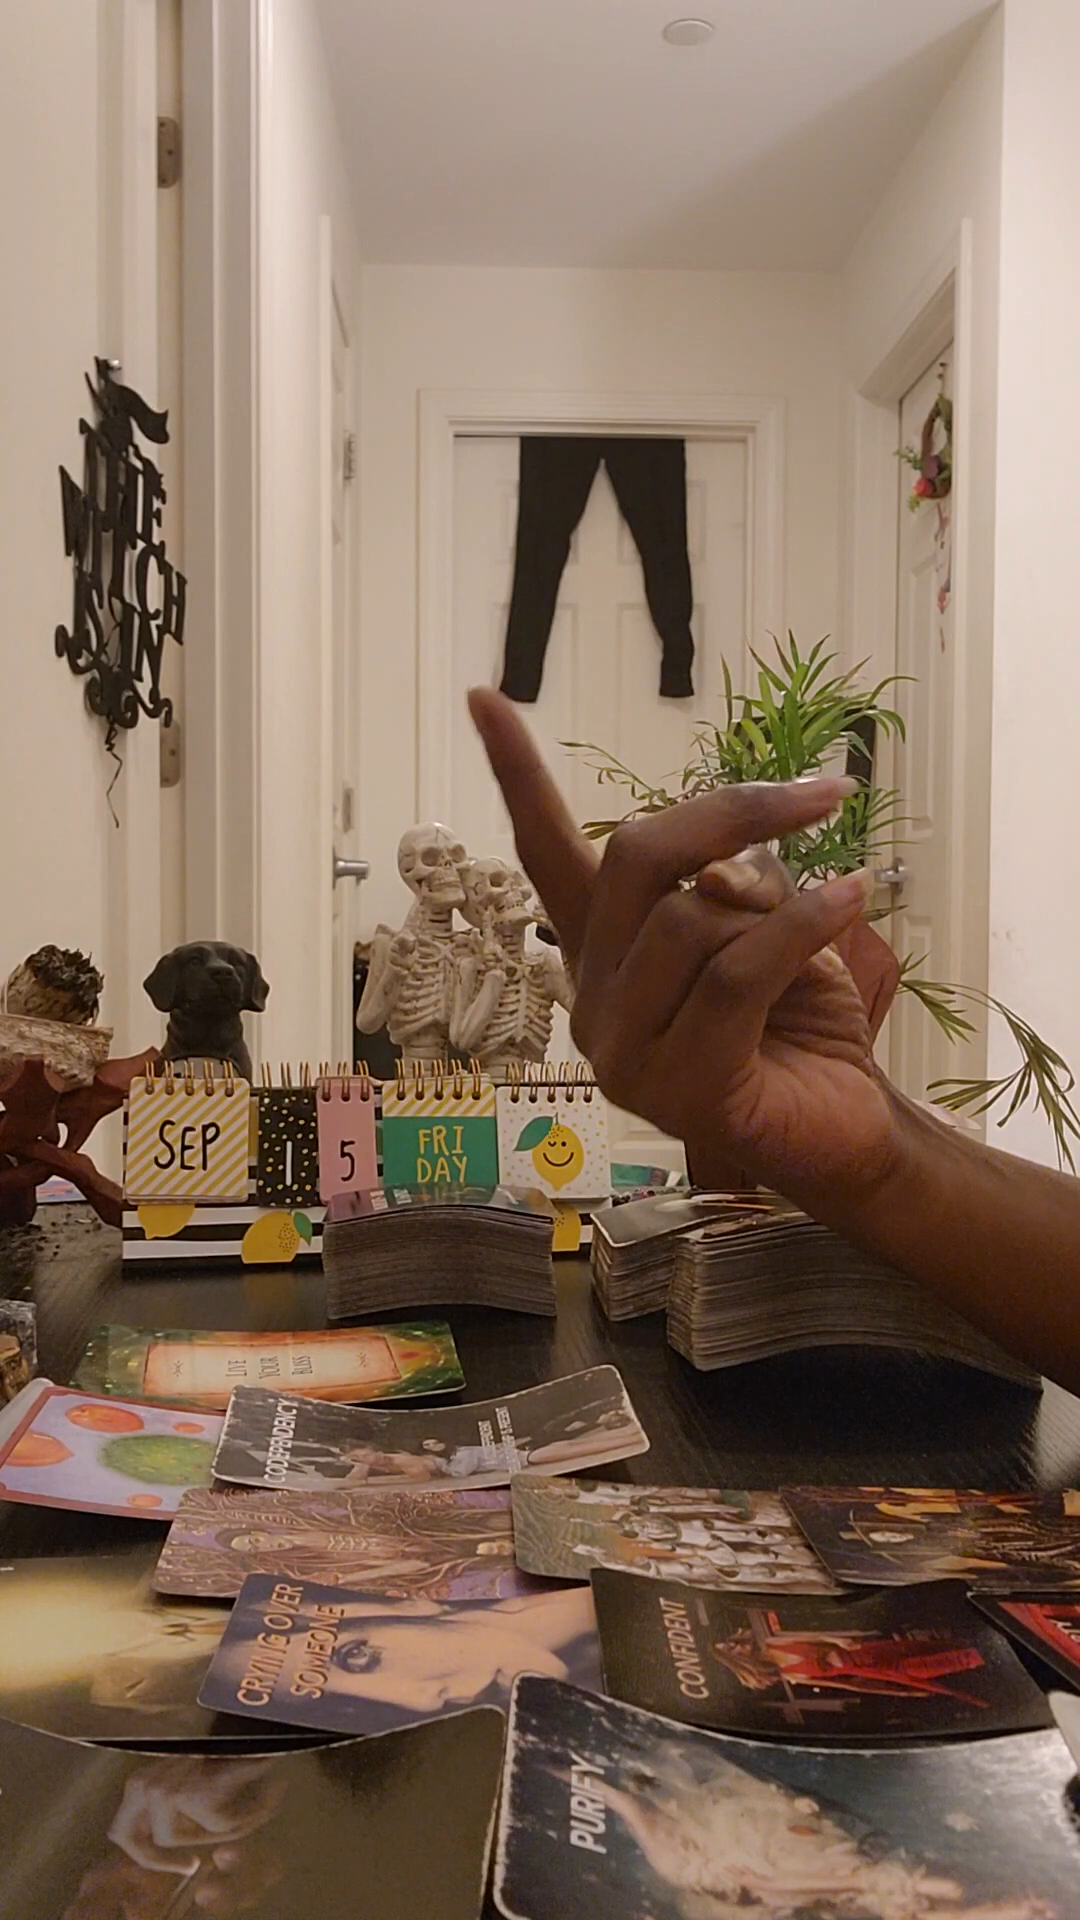 THE
WITCH
IS IN
SEP
1
5
FRI
DAY
LIVE
YOUR
BLISS
CODEPENDENCY
CRYING OVER
SOMEONE
CONFIDENT
PURIFY